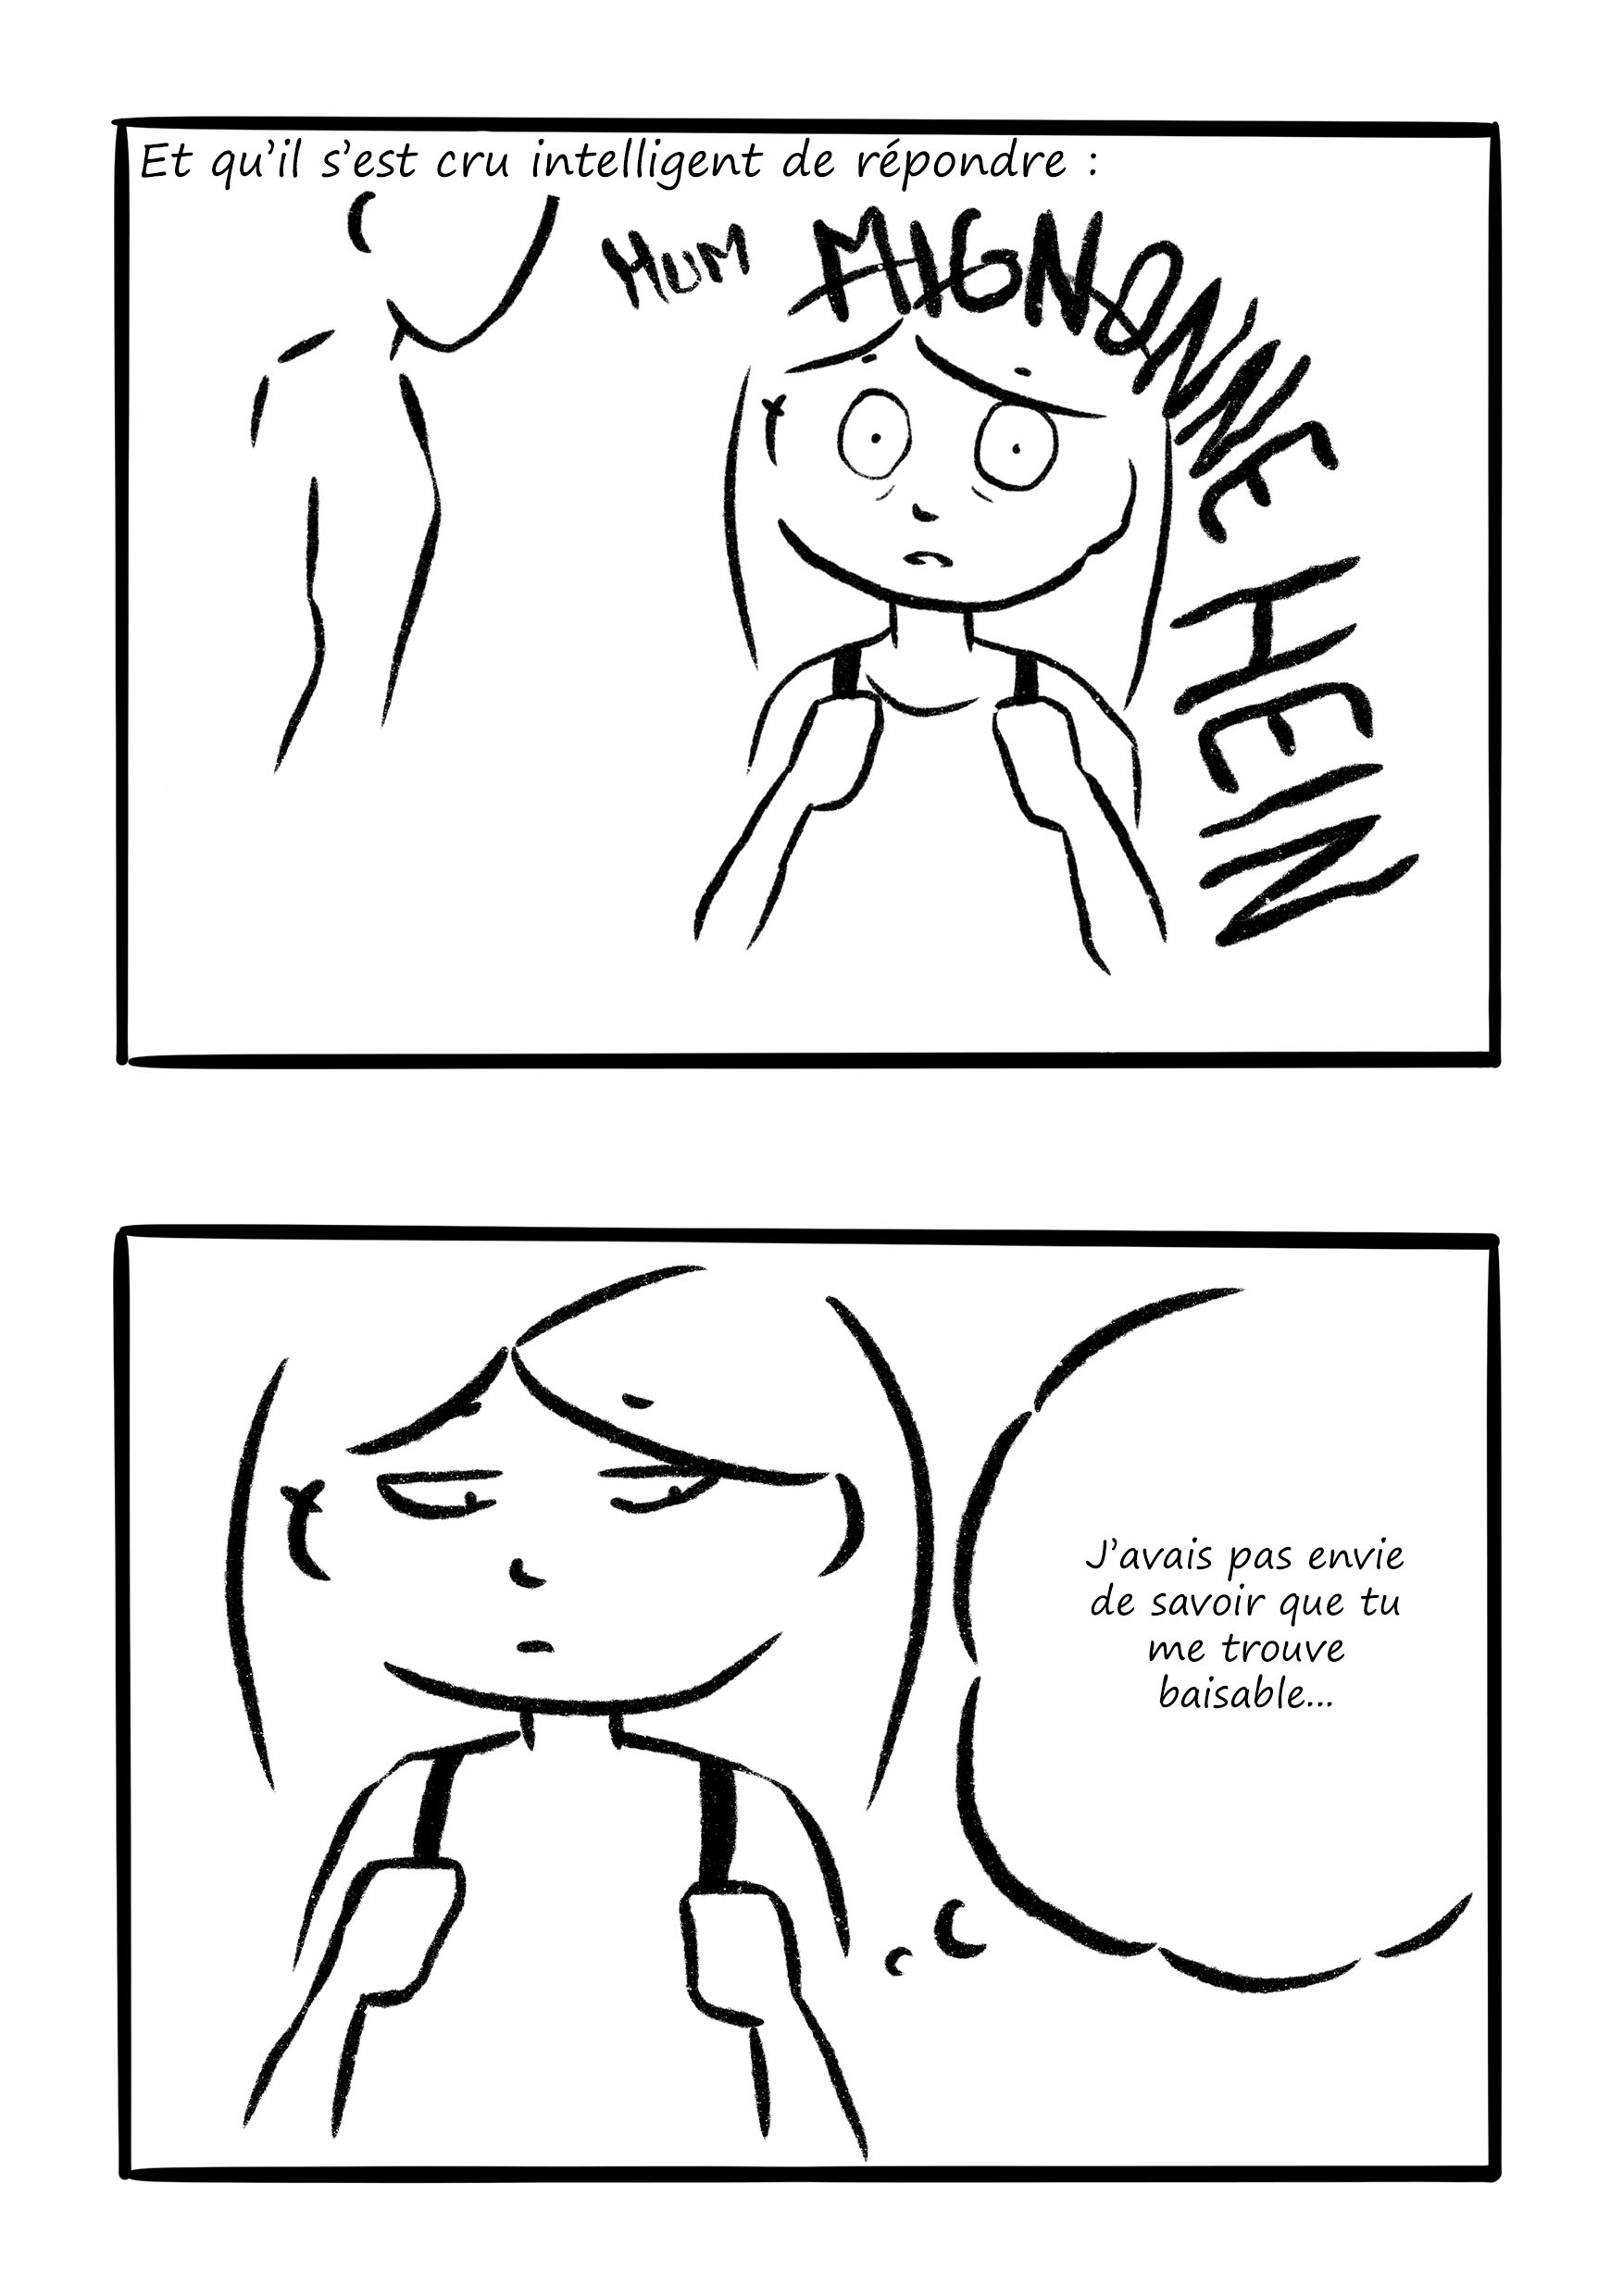 Et qu’il s’est cru intelligent de répondre :
HUM
MIGNONNE
HEIN
J’avais pas envie
de savoir que tu
me trouve
baisable...